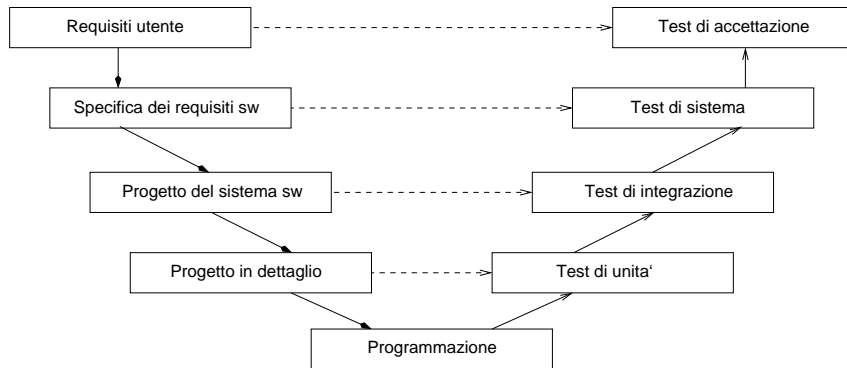 Requisiti utente
Test di accettazione
Specifica dei requisiti sw
Test di sistema
Progetto del sistema sw
Test di integrazione
Progetto in dettaglio
Test di unita‘
Programmazione